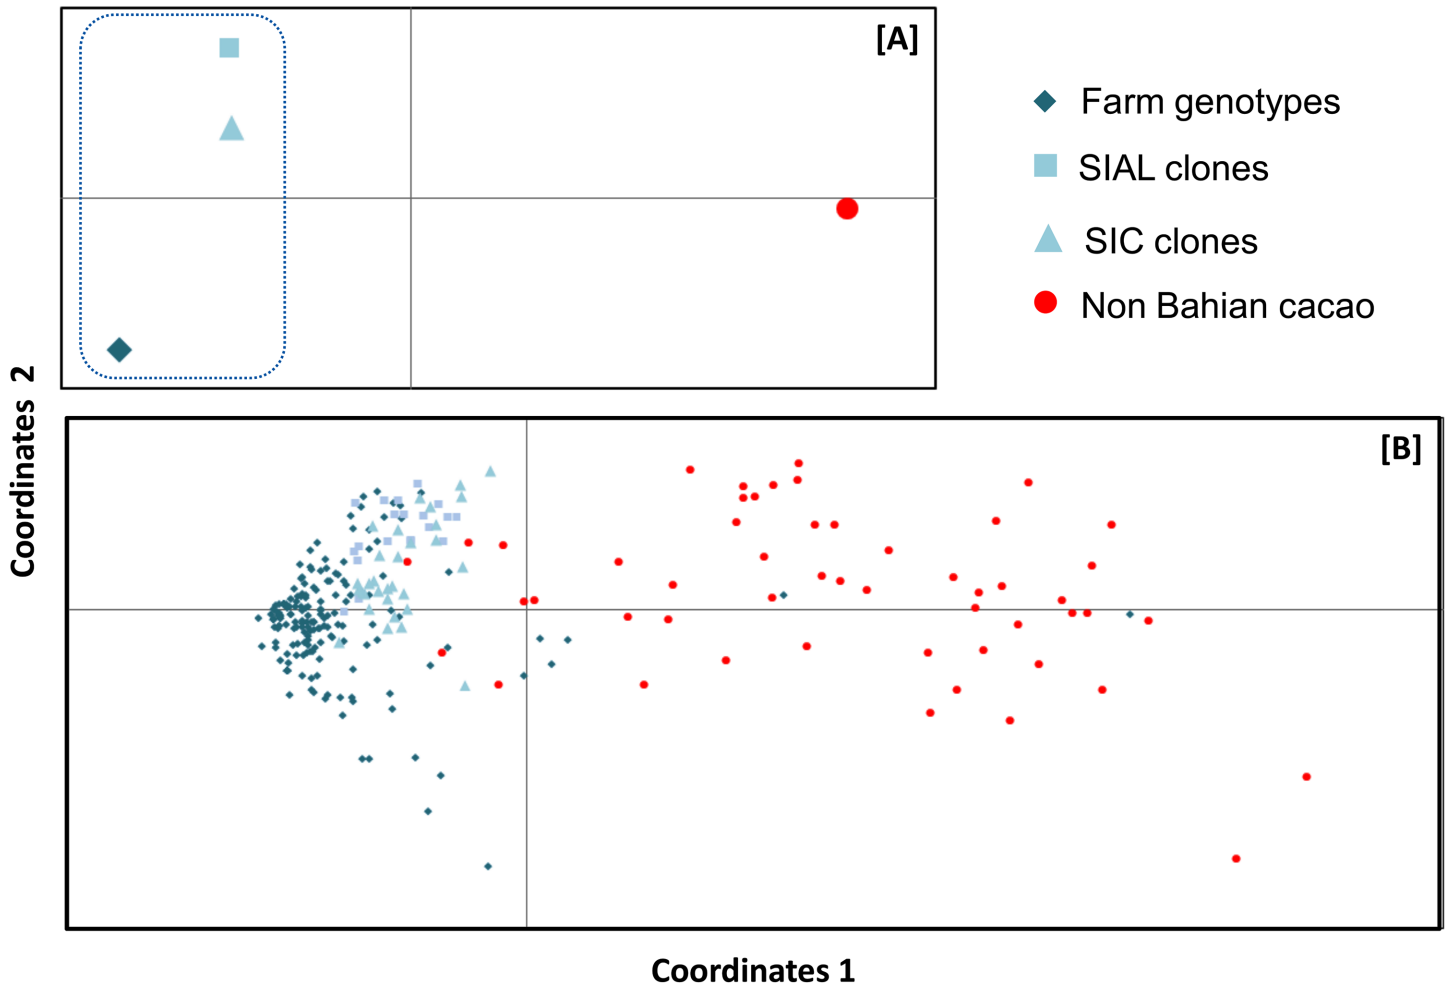 [A]
Farm genotypes
SIAL clones
SIC clones
Non Bahian cacao
Coordinates 2
[B]
Coordinates 1